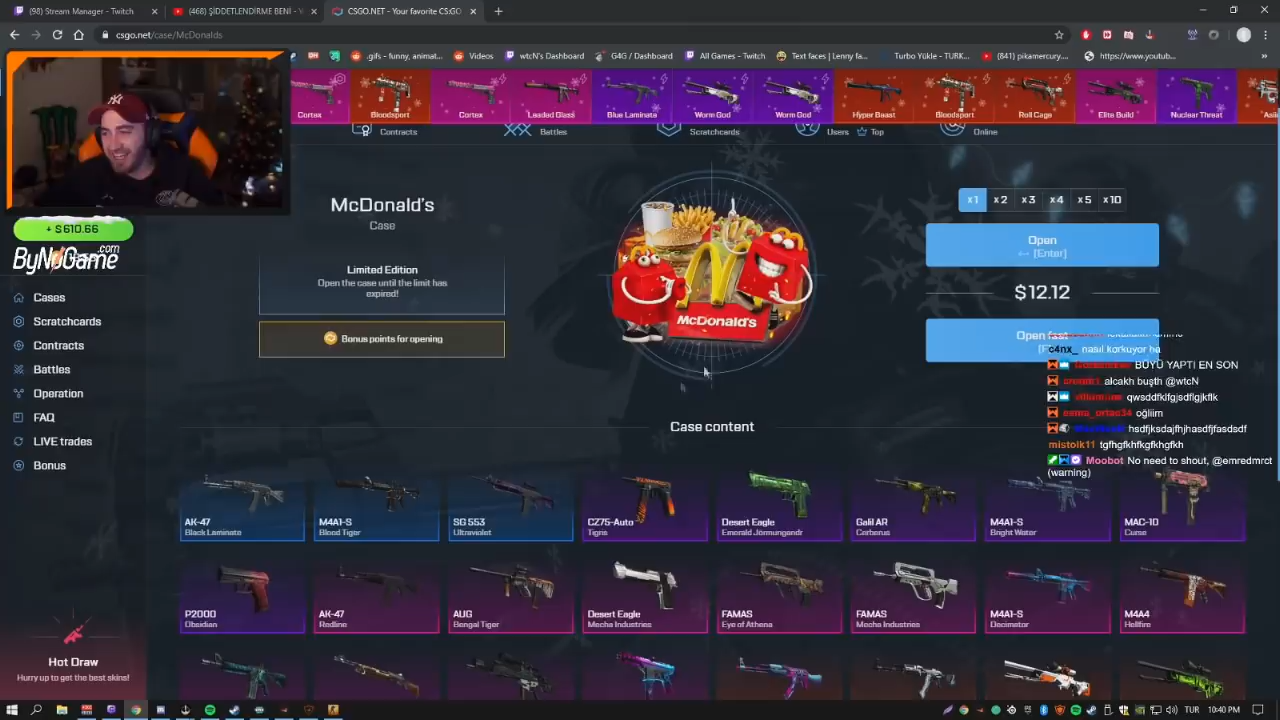 (98) Stream Manager - Twitch
(468) ŞİDDETLENDİRME BENİ - Y
CSGO.NET - Your favorite CS:GO
csgo.net/case/McDonalds
.gifs - funny, animat...
Videos
wtcN's Dashboard
G4G / Dashboard
All Games - Twitch
Text faces | Lenny fa...
Turbo Yükle - TURK...
(841) pikamercury....
https://www.youtub...
Cortex
Bloodsport
Cortex
Leaded Glass
Blue Laminate
Worm God
Worm God
Hyper Beast
Bloodsport
Roll Cage
Elite Build
Nuclear Threat
Contracts
Battles
Scratchcards
Users
Top
Online
McDonald's
Case
x1 x2 x3 x4 x5 x10
+ $610.66
Open
[Enter]
ByNoGame.com
Limited Edition
Open the case until the limit has
expired!
$12.12
McDonald's
Bonus points for opening
Cases
Scratchcards
Contracts
Battles
Operation
FAQ
LIVE trades
Bonus
c4nx_ nasıl korkuyor ha
BÜYÜ YAPTI EN SON
alcakh buşth @wtcN
qwsddfkifgjsdflgjkflk
esma_ortac34 oğliim
hsdfjksdajfhjhasdfjfasdsdf
mistolk11 tgfhgfkhfkgfkhgfkh
Moobot No need to shout, @emredmrct
(warning)
Case content
AK-47
Black Laminate
M4A1-S
Blood Tiger
SG 553
Ultraviolet
CZ75-Auto
Tigris
Desert Eagle
Emerald Jörmungandr
Galil AR
Cerberus
M4A1-S
Bright Water
MAC-10
Curse
P2000
Obsidian
AK-47
Redline
AUG
Bengal Tiger
Desert Eagle
Mecha Industries
FAMAS
Eye of Athena
FAMAS
Mecha Industries
M4A1-S
Decimator
M4A4
Hellfire
Hot Draw
Hurry up to get the best skins!
TUR
10:40 PM